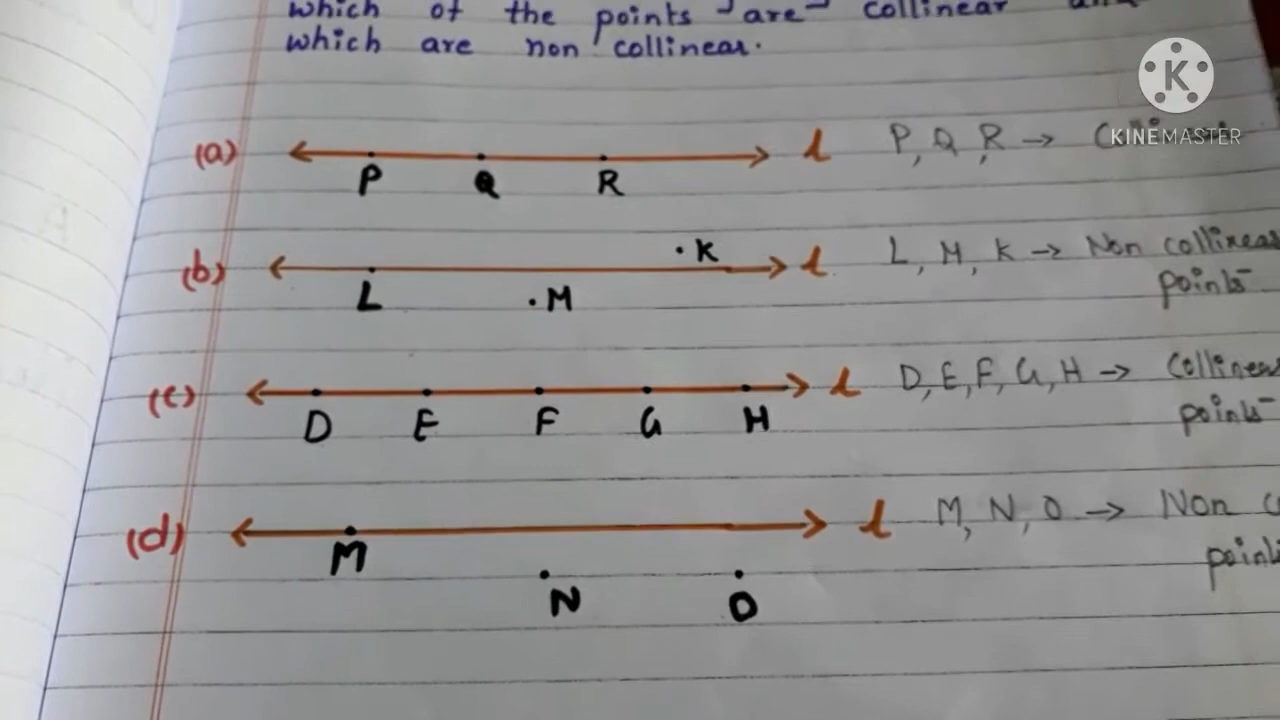 which of the points are collinear
which are non collinear.
K
KINEMASTER
(a) l P, Q, R →
P Q R
(b) K l L, M, K → Non collinear
L M points
(c) l D, E, F, G, H → Collinear
D E F G H points
(d) l M, N, O → Non
M
N O